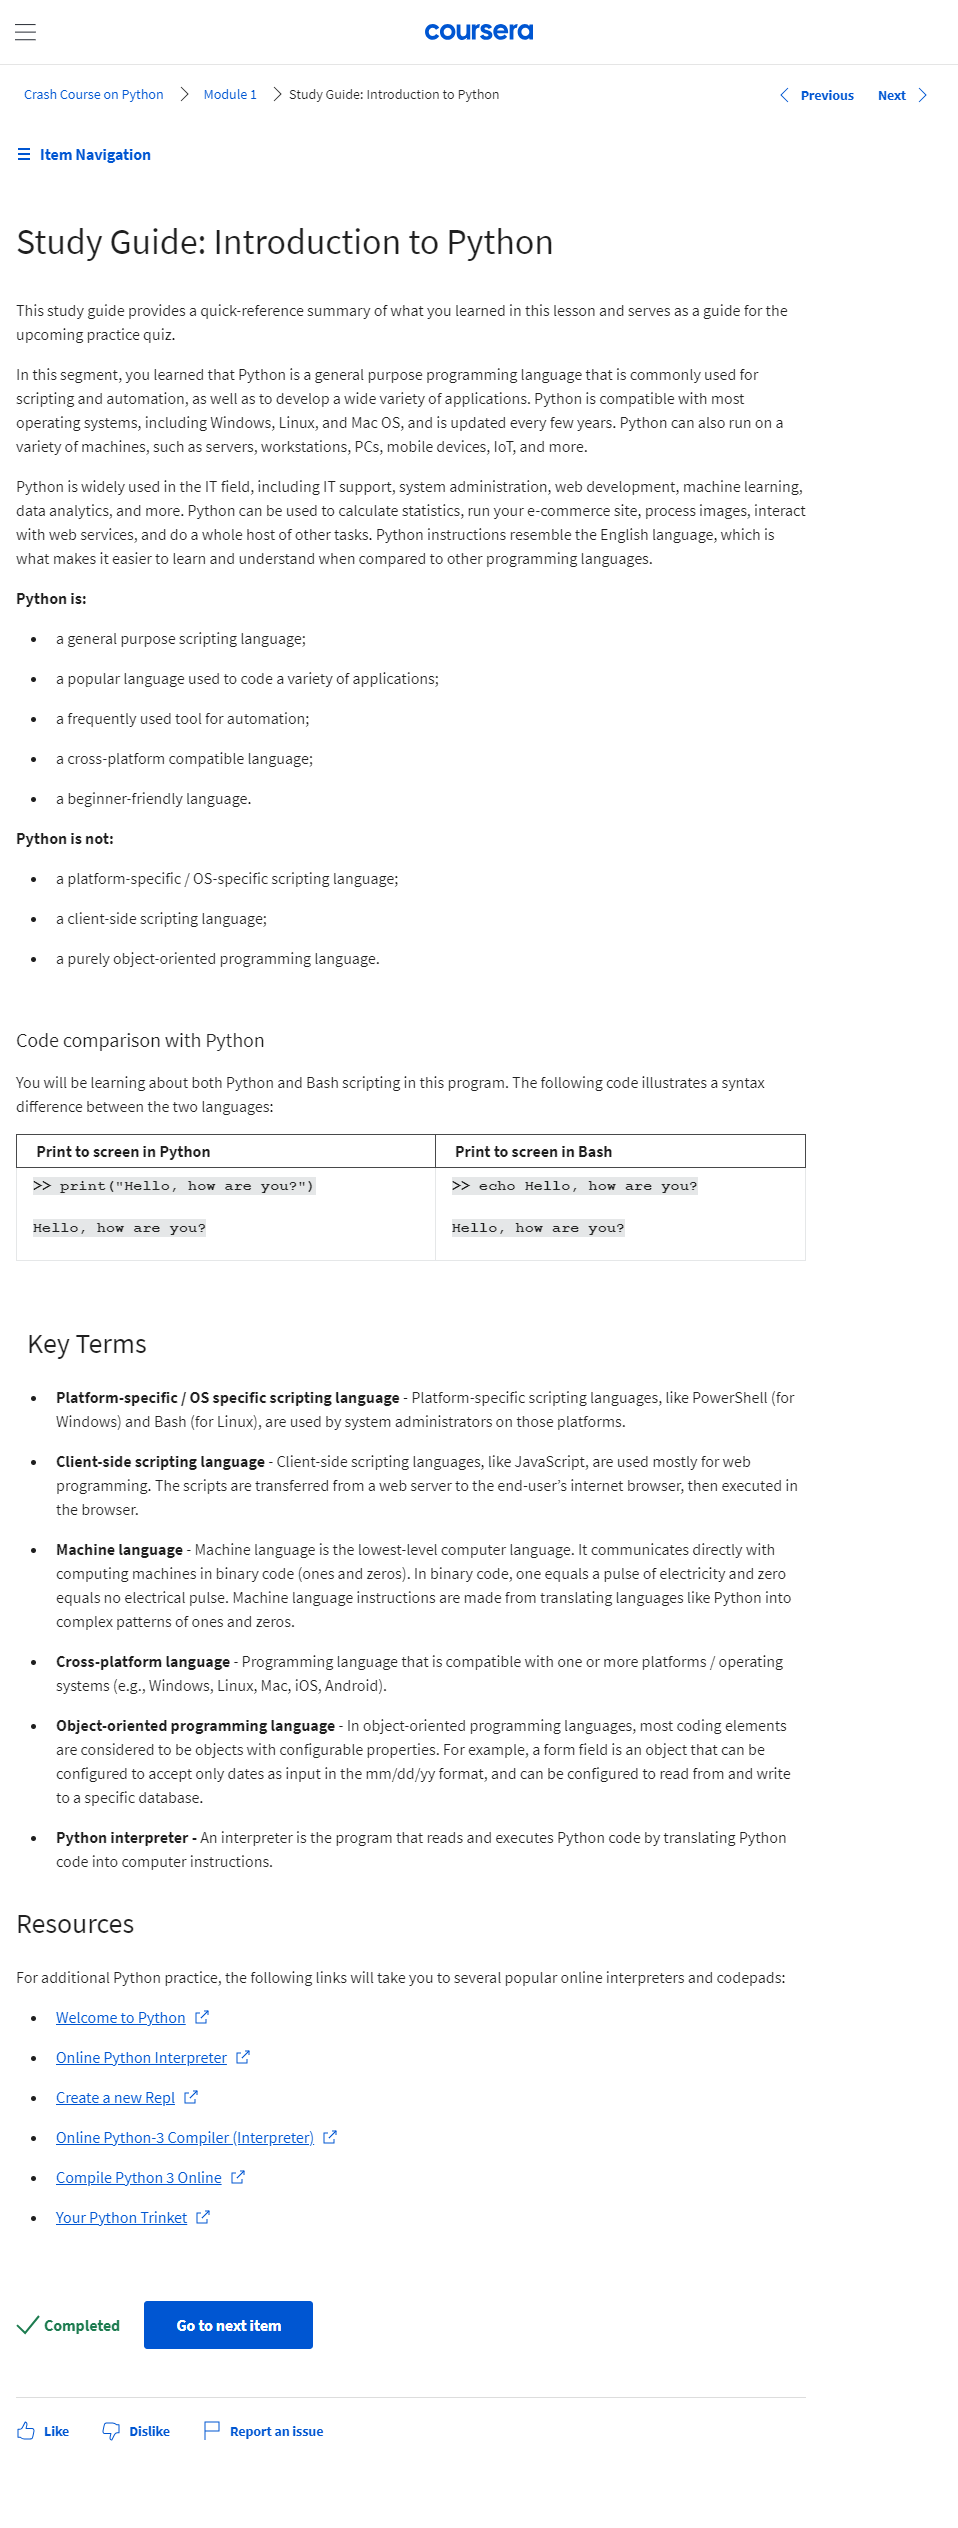 coursera
Crash Course on Python > Module 1 > Study Guide: Introduction to Python
Previous Next
Item Navigation
Study Guide: Introduction to Python
This study guide provides a quick-reference summary of what you learned in this lesson and serves as a guide for the
upcoming practice quiz.
In this segment, you learned that Python is a general purpose programming language that is commonly used for
scripting and automation, as well as to develop a wide variety of applications. Python is compatible with most
operating systems, including Windows, Linux, and Mac OS, and is updated every few years. Python can also run on a
variety of machines, such as servers, workstations, PCs, mobile devices, IoT, and more.
Python is widely used in the IT field, including IT support, system administration, web development, machine learning,
data analytics, and more. Python can be used to calculate statistics, run your e-commerce site, process images, interact
with web services, and do a whole host of other tasks. Python instructions resemble the English language, which is
what makes it easier to learn and understand when compared to other programming languages.
Python is:
• a general purpose scripting language;
• a popular language used to code a variety of applications;
• a frequently used tool for automation;
• a cross-platform compatible language;
• a beginner-friendly language.
Python is not:
• a platform-specific / OS-specific scripting language;
• a client-side scripting language;
• a purely object-oriented programming language.
Code comparison with Python
You will be learning about both Python and Bash scripting in this program. The following code illustrates a syntax
difference between the two languages:
Print to screen in Python Print to screen in Bash
>> print("Hello, how are you?") >> echo Hello, how are you?
Hello, how are you? Hello, how are you?
Key Terms
• Platform-specific / OS specific scripting language - Platform-specific scripting languages, like PowerShell (for
Windows) and Bash (for Linux), are used by system administrators on those platforms.
• Client-side scripting language - Client-side scripting languages, like JavaScript, are used mostly for web
programming. The scripts are transferred from a web server to the end-user’s internet browser, then executed in
the browser.
• Machine language - Machine language is the lowest-level computer language. It communicates directly with
computing machines in binary code (ones and zeros). In binary code, one equals a pulse of electricity and zero
equals no electrical pulse. Machine language instructions are made from translating languages like Python into
complex patterns of ones and zeros.
• Cross-platform language - Programming language that is compatible with one or more platforms / operating
systems (e.g., Windows, Linux, Mac, iOS, Android).
• Object-oriented programming language - In object-oriented programming languages, most coding elements
are considered to be objects with configurable properties. For example, a form field is an object that can be
configured to accept only dates as input in the mm/dd/yy format, and can be configured to read from and write
to a specific database.
• Python interpreter - An interpreter is the program that reads and executes Python code by translating Python
code into computer instructions.
Resources
For additional Python practice, the following links will take you to several popular online interpreters and codepads:
• Welcome to Python
• Online Python Interpreter
• Create a new Repl
• Online Python-3 Compiler (Interpreter)
• Compile Python 3 Online
• Your Python Trinket
Completed Go to next item
Like Dislike Report an issue